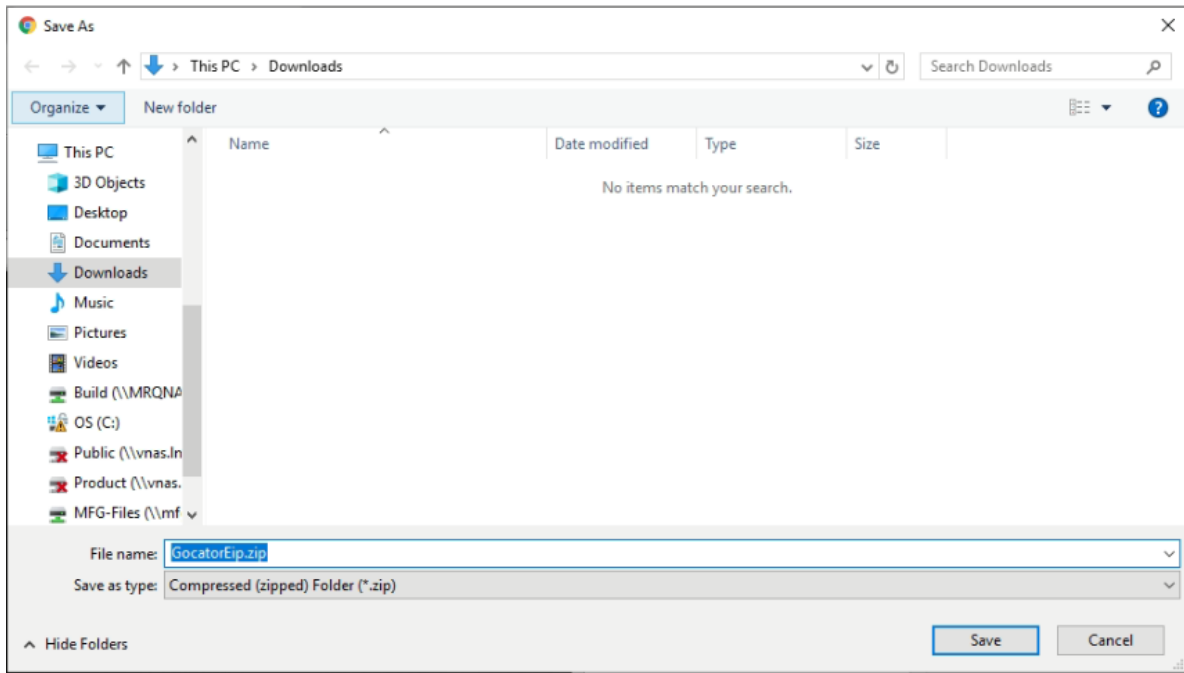 Save As
This PC > Downloads
Search Downloads
Organize
New folder
Name
Date modified
Type
Size
No items match your search.
This PC
3D Objects
Desktop
Documents
Downloads
Music
Pictures
Videos
Build (\\MRQNA
OS (C:)
Public (\\vnas.ln
Product (\\vnas.
MFG-Files (\\mf
File name: GocatorEip.zip
Save as type: Compressed (zipped) Folder (*.zip)
Hide Folders
Save
Cancel